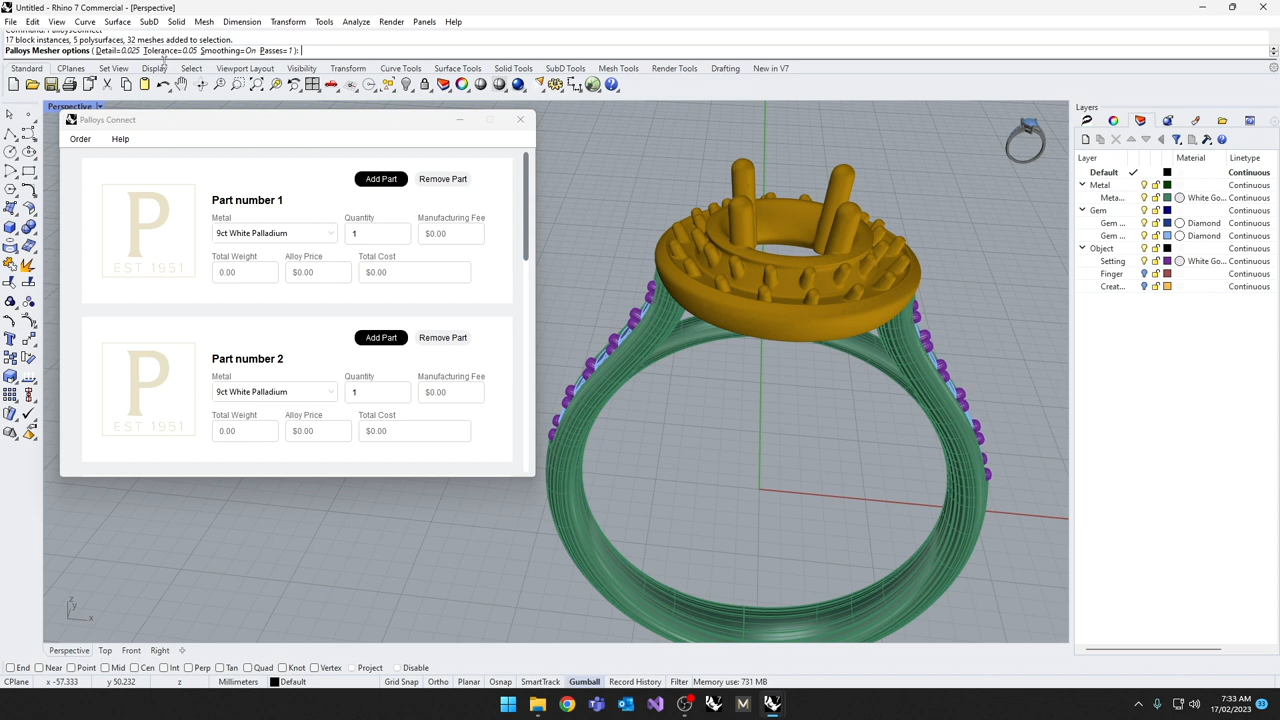 Untitled - Rhino 7 Commercial - [Perspective]
File Edit View Curve Surface SubD Solid Mesh Dimension Transform Tools Analyze Render Panels Help
17 block instances, 5 polysurfaces, 32 meshes added to selection.
Palloys Mesher options ( Detail=0.025 Tolerance=0.05 Smoothing=On Passes=1 ):
Standard CPlanes Set View Display Select Viewport Layout Visibility Transform Curve Tools Surface Tools Solid Tools SubD Tools Mesh Tools Render Tools Drafting New in V7
Perspective
Palloys Connect
Order Help
Add Part Remove Part
Part number 1
Metal Quantity Manufacturing Fee
9ct White Palladium 1 $0.00
Total Weight Alloy Price Total Cost
0.00 $0.00 $0.00
P
EST 1951
Add Part Remove Part
Part number 2
Metal Quantity Manufacturing Fee
9ct White Palladium 1 $0.00
Total Weight Alloy Price Total Cost
0.00 $0.00 $0.00
P
EST 1951
z
y
x
Layers
Layer Material Linetype
Default Continuous
Metal Continuous
Meta... White Go... Continuous
Gem Continuous
Gem ... Diamond Continuous
Gem ... Diamond Continuous
Object Continuous
Setting White Go... Continuous
Finger Continuous
Creat... Continuous
Perspective Top Front Right
End Near Point Mid Cen Int Perp Tan Quad Knot Vertex Project Disable
CPlane x -57.333 y 50.232 z Millimeters Default Grid Snap Ortho Planar Osnap SmartTrack Gumball Record History Filter Memory use: 731 MB
7:33 AM
17/02/2023